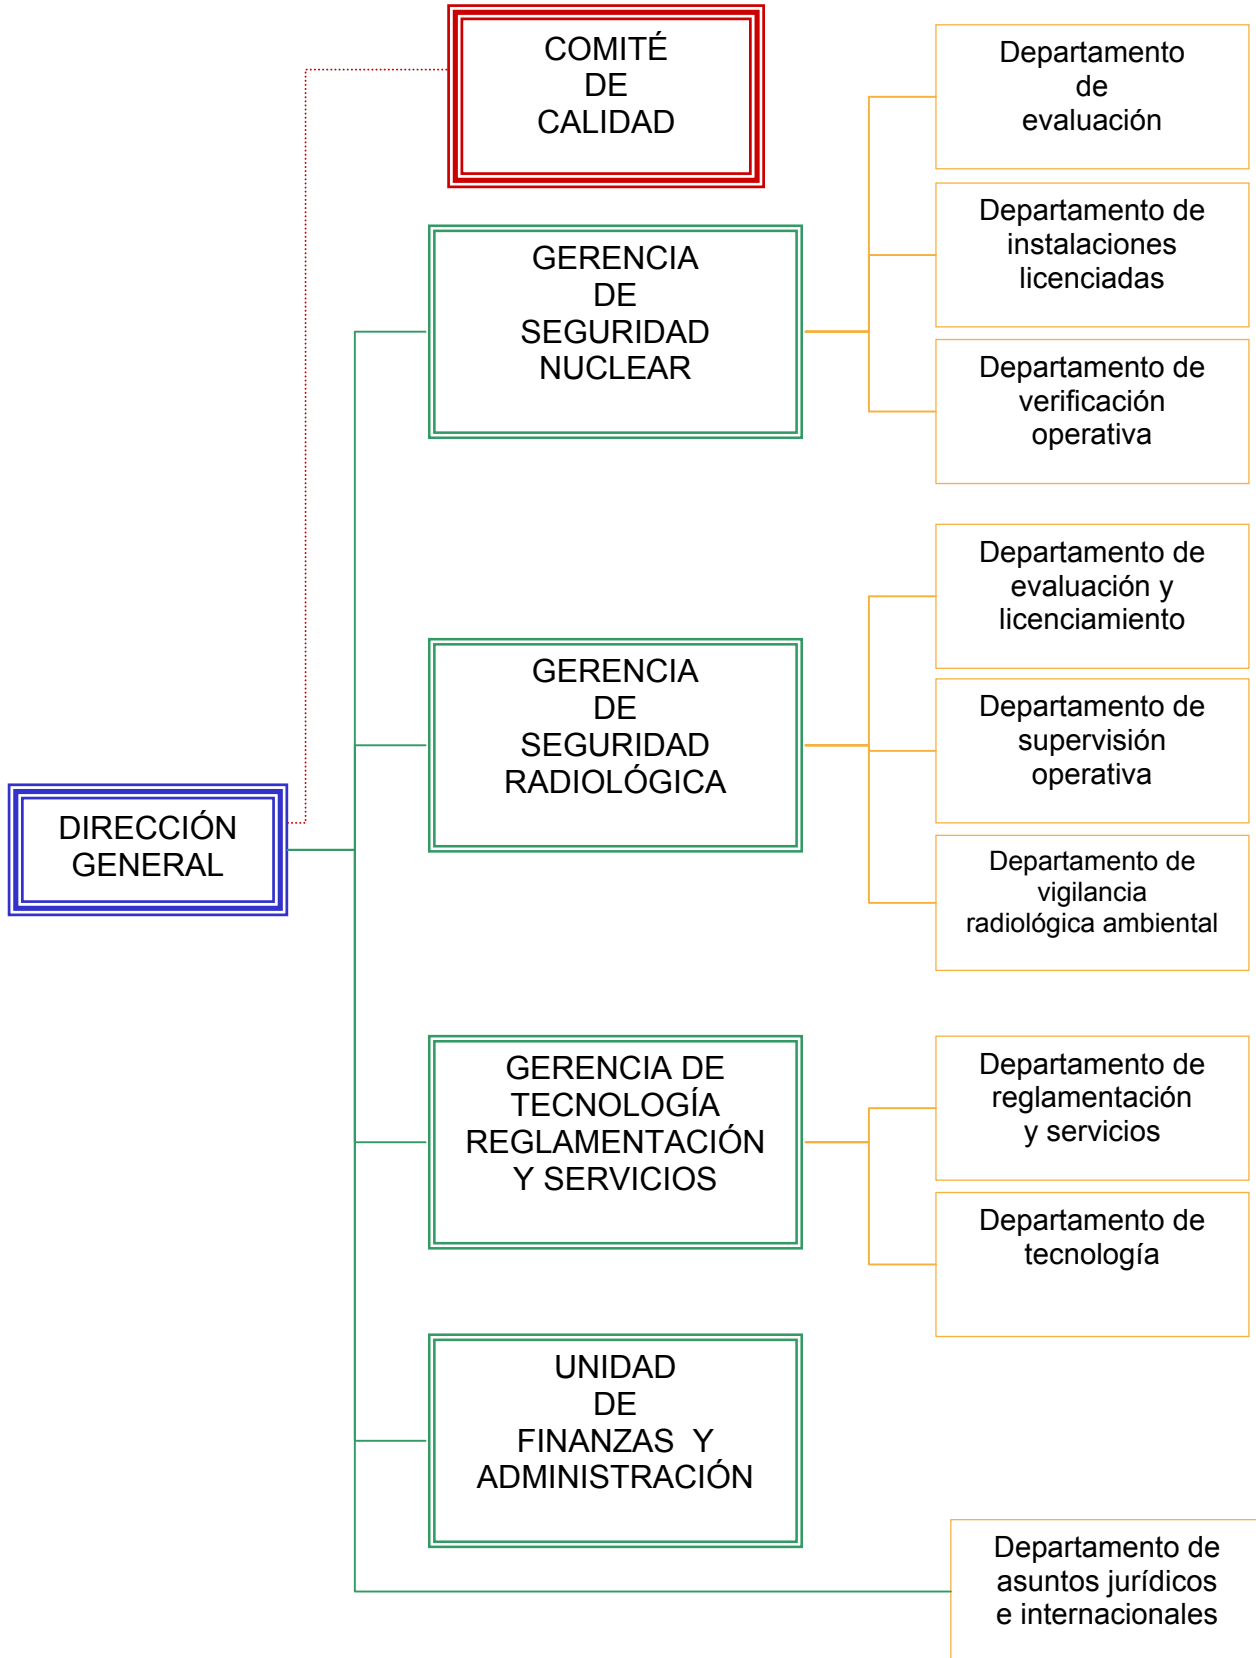 COMITÉ
DE
CALIDAD
Departamento
de
evaluación
GERENCIA
DE
SEGURIDAD
NUCLEAR
Departamento de
instalaciones
licenciadas
Departamento de
verificación
operativa
Departamento de
evaluación y
licenciamiento
GERENCIA
DE
SEGURIDAD
RADIOLÓGICA
Departamento de
supervisión
operativa
DIRECCIÓN
GENERAL
Departamento de
vigilancia
radiológica ambiental
GERENCIA DE
TECNOLOGÍA
REGLAMENTACIÓN
Y SERVICIOS
Departamento de
reglamentación
y servicios
Departamento de
tecnología
UNIDAD
DE
FINANZAS  Y
ADMINISTRACIÓN
Departamento de
asuntos jurídicos
e internacionales